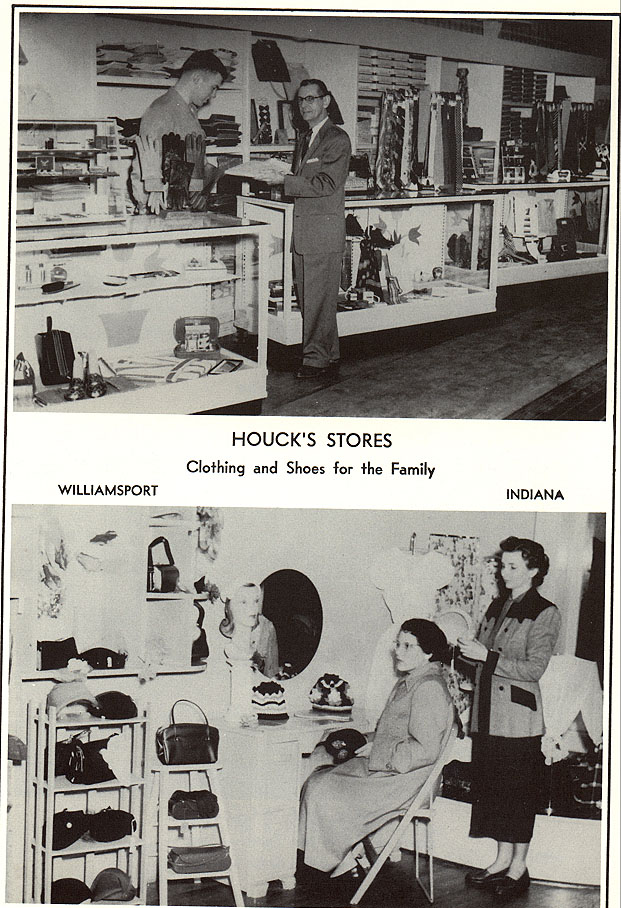 HOUCK'S STORES
Clothing and Shoes for the Family
WILLIAMSPORT INDIANA